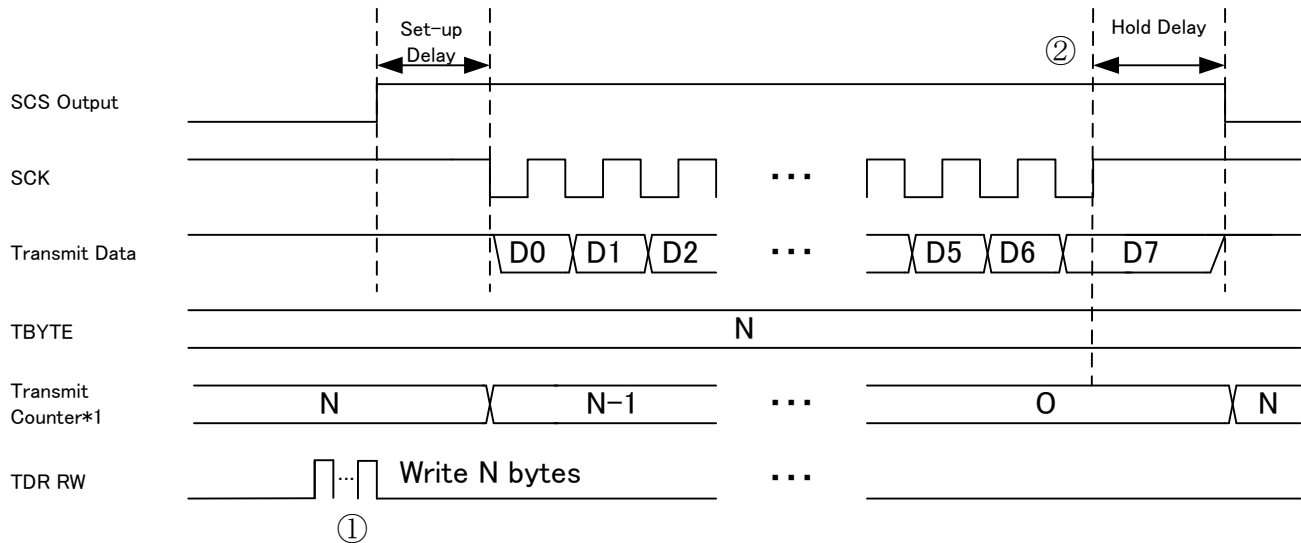 Set-up
Delay
Hold Delay
②
SCS Output
SCK
...
Transmit Data
D0 D1 D2 ... D5 D6 D7
TBYTE
N
Transmit
Counter*1
N N-1 ... 0 N
TDR RW
... Write N bytes ...
①